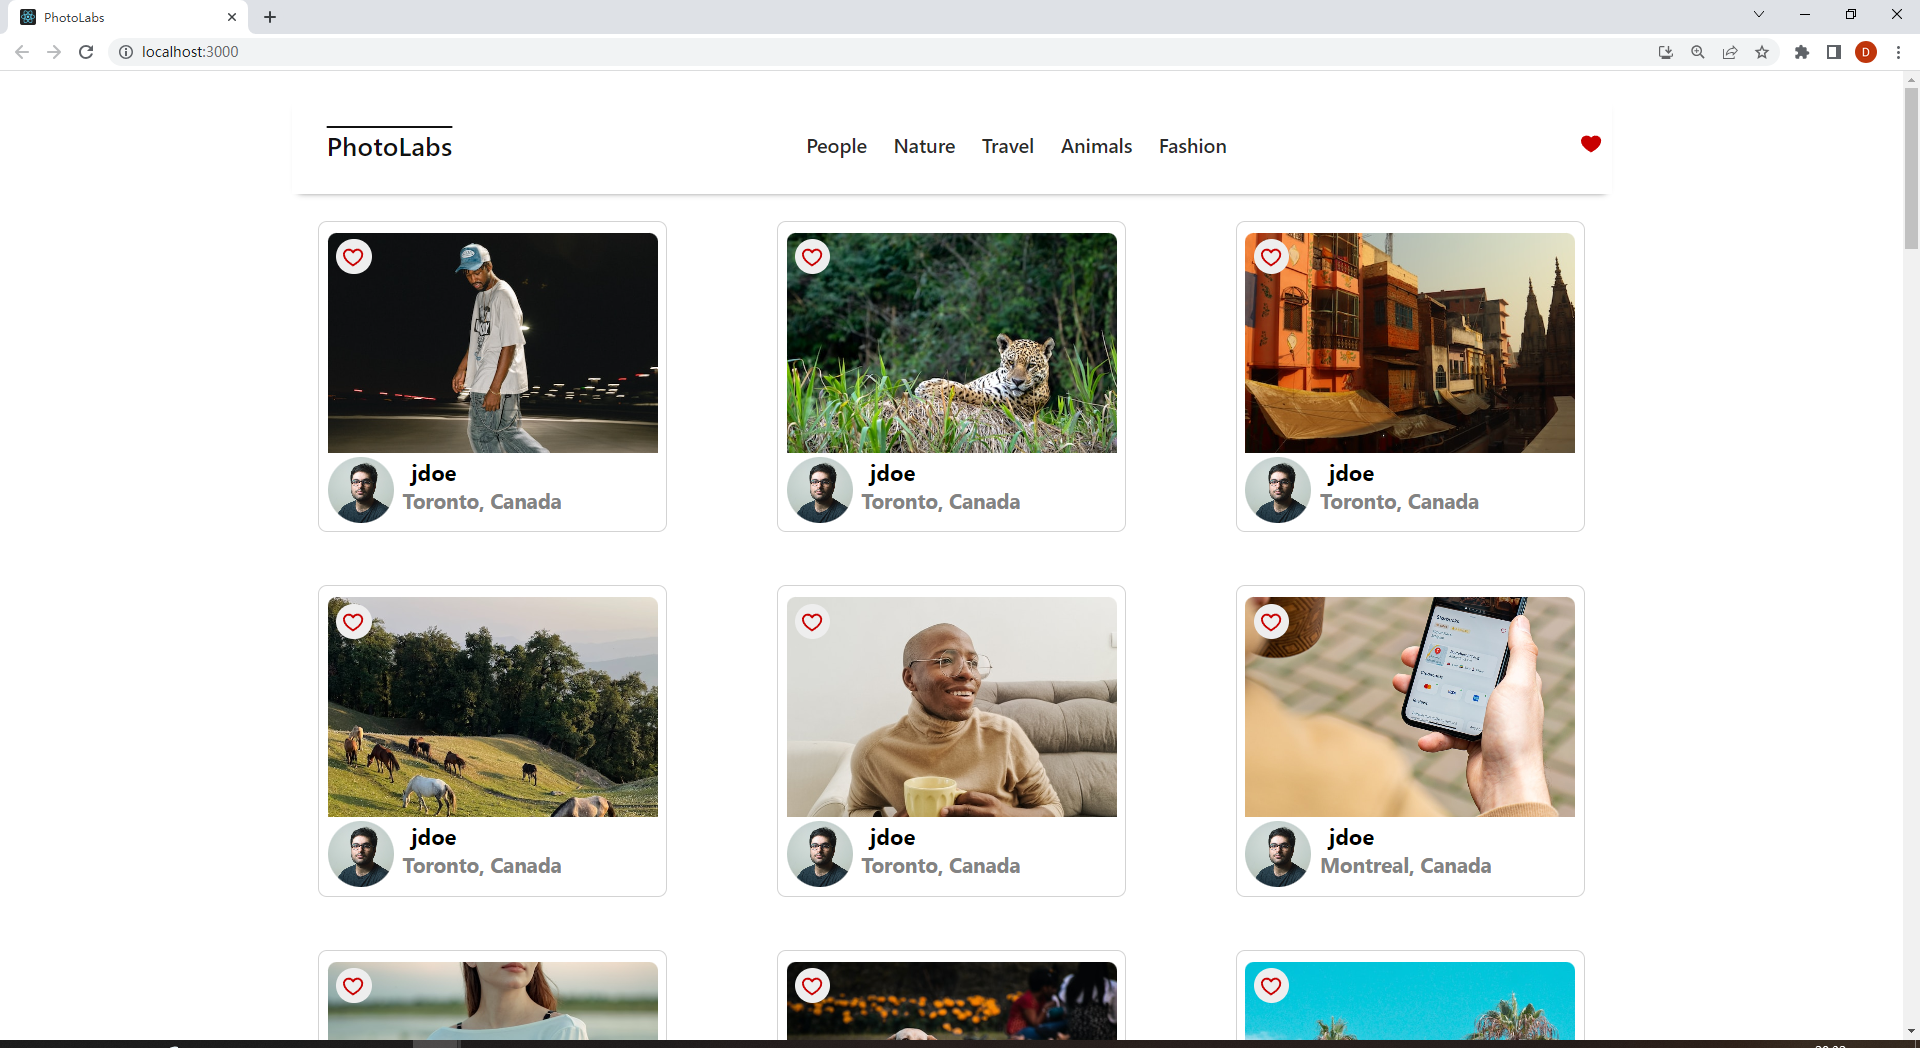 PhotoLabs
localhost:3000
D
PhotoLabs
People Nature Travel Animals Fashion
jdoe
Toronto, Canada
jdoe
Toronto, Canada
jdoe
Toronto, Canada
jdoe
Toronto, Canada
jdoe
Toronto, Canada
jdoe
Montreal, Canada